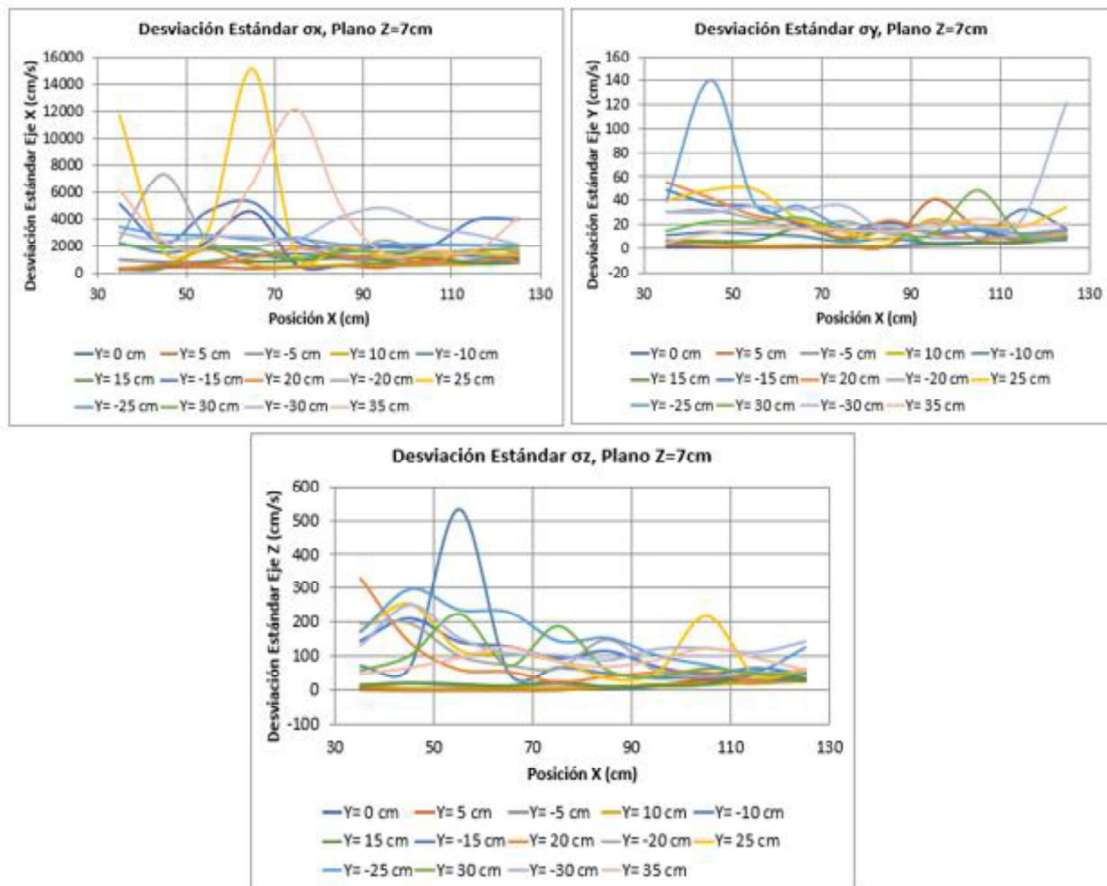 Desviación Estándar σx, Plano Z=7cm
Desviación Estándar Eje X (cm/s)
16000
14000
12000
10000
8000
6000
4000
2000
0
30 50 70 90 110 130
Posición X (cm)
Y= 0 cm Y= 5 cm Y= -5 cm Y= 10 cm Y= -10 cm
Y= 15 cm Y= -15 cm Y= 20 cm Y= -20 cm Y= 25 cm
Y= -25 cm Y= 30 cm Y= -30 cm Y= 35 cm
Desviación Estándar σy, Plano Z=7cm
Desviación Estándar Eje Y (cm/s)
160
140
120
100
80
60
40
20
0
-20
30 50 70 90 110 130
Posición X (cm)
Y= 0 cm Y= 5 cm Y= -5 cm Y= 10 cm Y= -10 cm
Y= 15 cm Y= -15 cm Y= 20 cm Y= -20 cm Y= 25 cm
Y= -25 cm Y= 30 cm Y= -30 cm Y= 35 cm
Desviación Estándar σz, Plano Z=7cm
Desviación Estándar Eje Z (cm/s)
600
500
400
300
200
100
0
-100
30 50 70 90 110 130
Posición X (cm)
Y= 0 cm Y= 5 cm Y= -5 cm Y= 10 cm Y= -10 cm
Y= 15 cm Y= -15 cm Y= 20 cm Y= -20 cm Y= 25 cm
Y= -25 cm Y= 30 cm Y= -30 cm Y= 35 cm